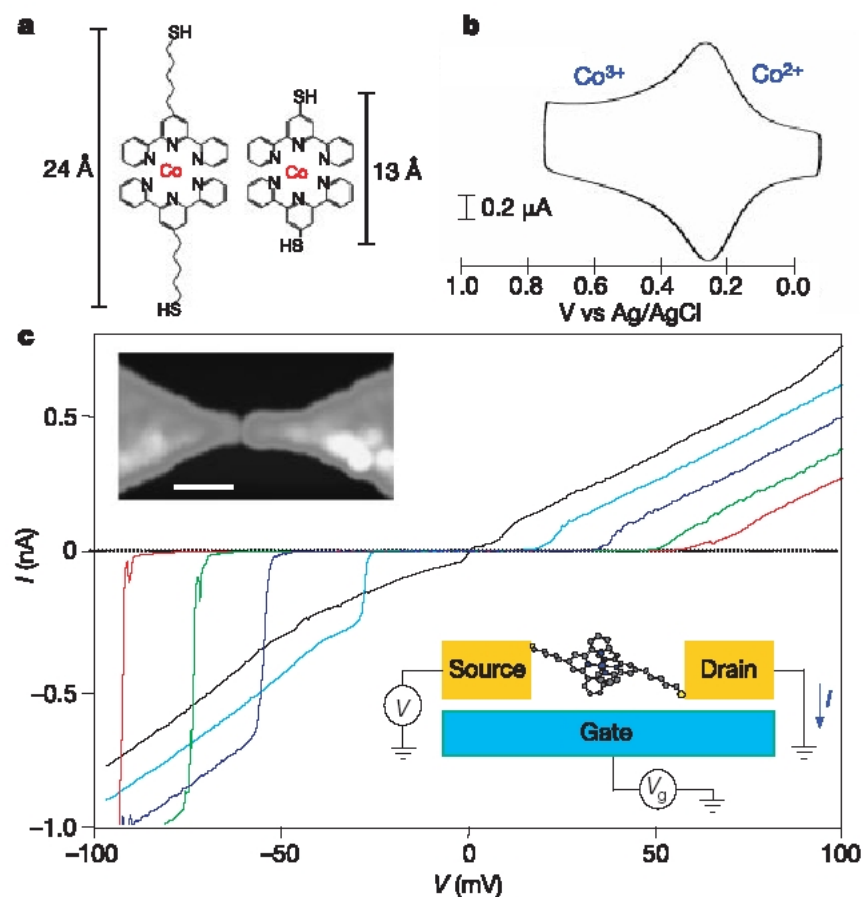 a
SH
24 Å
N
N
N
Co
N
N
N
HS
SH
N
N
N
Co
N
N
N
HS
13 Å
b
Co³⁺
Co²⁺
0.2 μA
1.0 0.8 0.6 0.4 0.2 0.0
V vs Ag/AgCl
c
0.5
0
−0.5
−1.0
I (nA)
Source
Drain
Gate
V
I
Vg
−100 −50 0 50 100
V (mV)